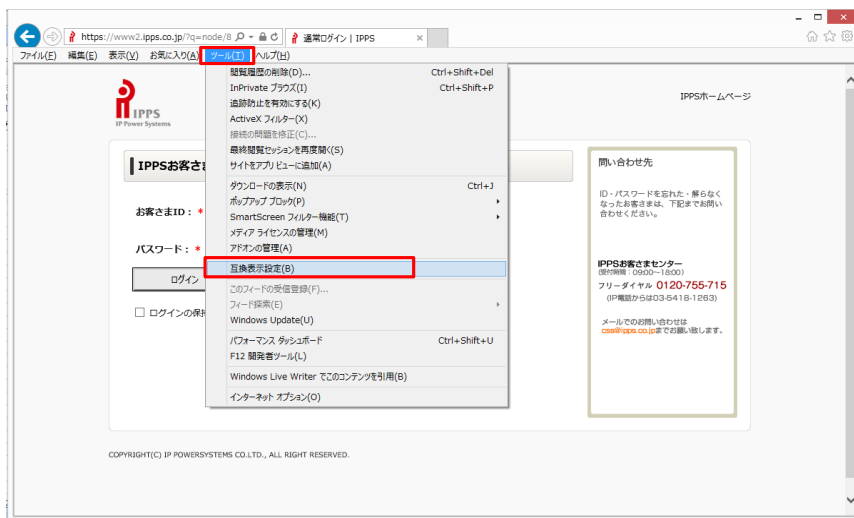 https://www2.ipps.co.jp/?q=node/8
通常ログイン | IPPS
ファイル(F) 編集(E) 表示(V) お気に入り(A) ツール(T) ヘルプ(H)
閲覧履歴の削除(D)... Ctrl+Shift+Del
InPrivate ブラウズ(I) Ctrl+Shift+P
追跡防止を有効にする(K)
ActiveX フィルター(X)
接続の問題を修正(C)...
最終閲覧セッションを再度開く(S)
サイトをアプリ ビューに追加(A)
ダウンロードの表示(N) Ctrl+J
ポップアップ ブロック(P)
SmartScreen フィルター機能(T)
メディア ライセンスの管理(M)
アドオンの管理(A)
互換表示設定(B)
このフィードの受信登録(F)...
フィード探索(E)
Windows Update(U)
パフォーマンス ダッシュボード Ctrl+Shift+U
F12 開発者ツール(L)
Windows Live Writer でこのコンテンツを引用(B)
インターネット オプション(O)
IPPS
IP Power Systems
IPPSホームページ
IPPSお客さ
お客さまID： *
パスワード： *
ログイン
ログインの保
問い合わせ先
ID・パスワードを忘れた・解らなく
なったお客さまは、下記までお問い
合わせください。
IPPSお客さまセンター
(受付時間：09:00～18:00)
フリーダイヤル 0120-755-715
(IP電話からは03-5418-1263)
メールでのお問い合わせは
css@ipps.co.jpまでお願い致します。
COPYRIGHT(C) IP POWERSYSTEMS CO.LTD., ALL RIGHT RESERVED.